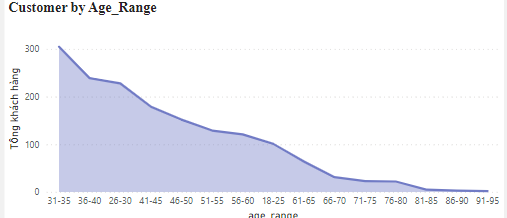 Customer by Age_Range
Tổng khách hàng
300
200
100
0
31-35 36-40 26-30 41-45 46-50 51-55 56-60 18-25 61-65 66-70 71-75 76-80 81-85 86-90 91-95
age_range